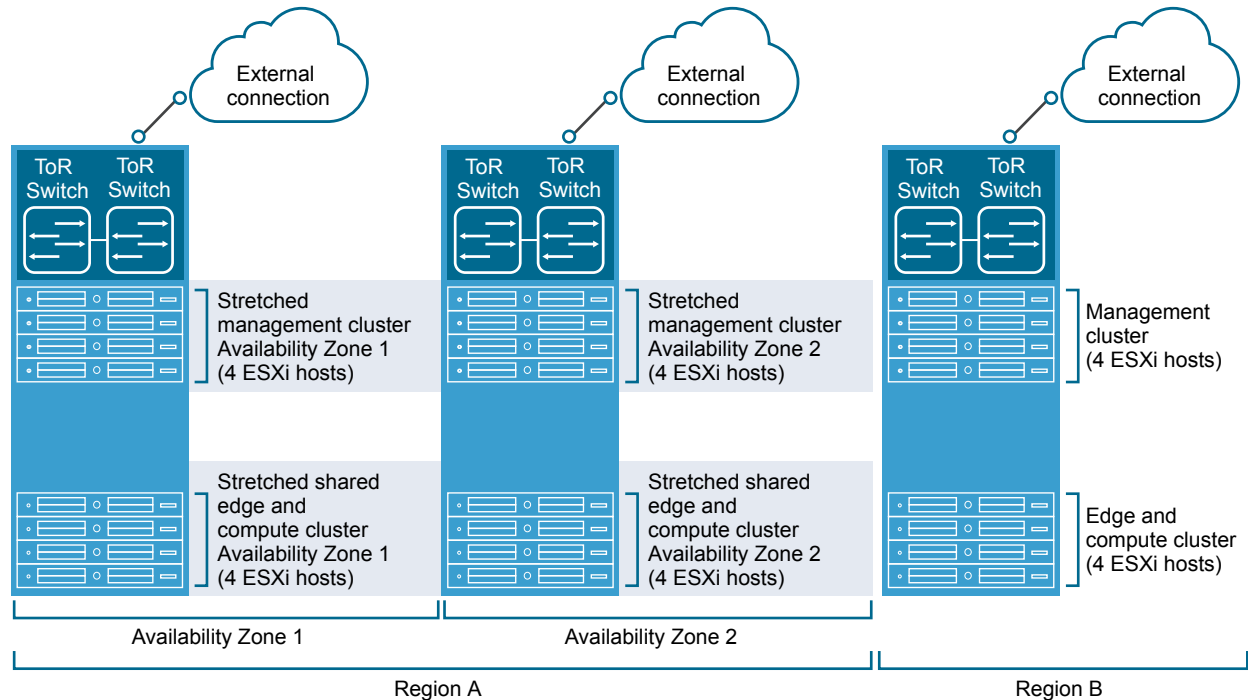 External
connection
External
connection
External
connection
ToR
Switch
ToR
Switch
ToR
Switch
ToR
Switch
ToR
Switch
ToR
Switch
Stretched
management cluster
Availability Zone 1
(4 ESXi hosts)
Stretched
management cluster
Availability Zone 2
(4 ESXi hosts)
Management
cluster
(4 ESXi hosts)
Stretched shared
edge and
compute cluster
Availability Zone 1
(4 ESXi hosts)
Stretched shared
edge and
compute cluster
Availability Zone 2
(4 ESXi hosts)
Edge and
compute cluster
(4 ESXi hosts)
Availability Zone 1
Availability Zone 2
Region A
Region B